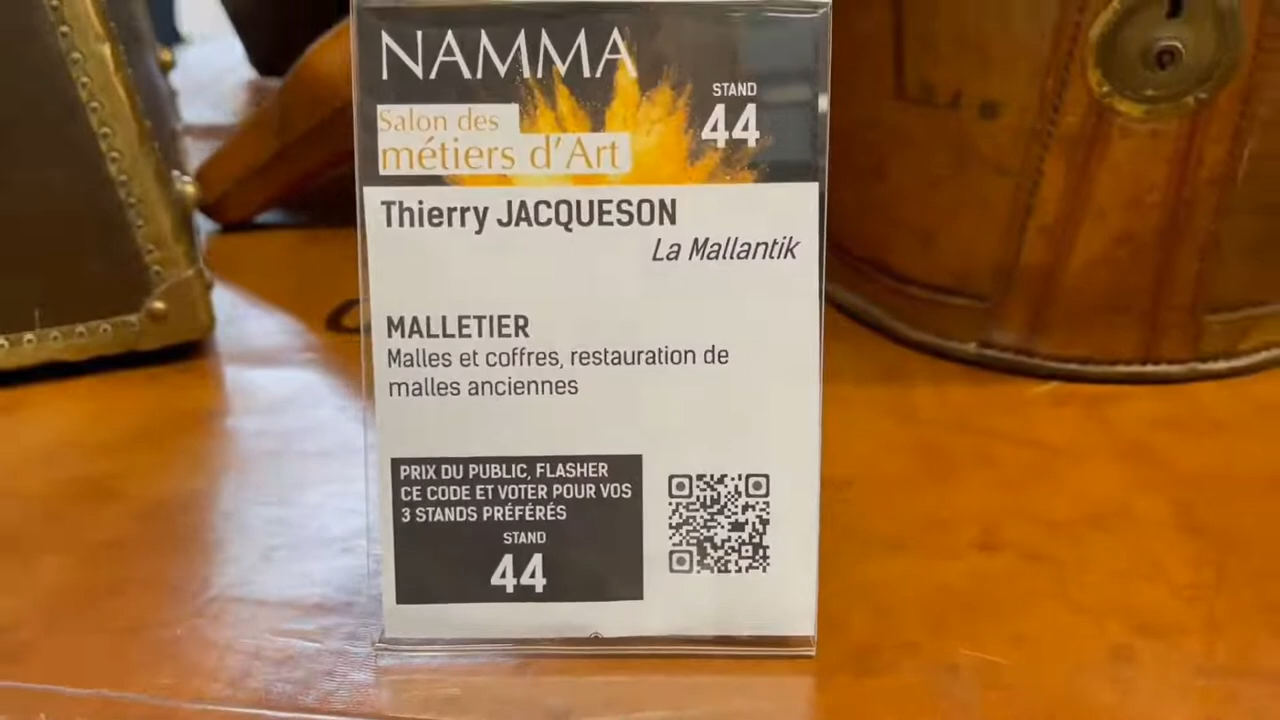 NAMMA
Salon des
métiers d'Art
STAND
44
Thierry JACQUESON
La Mallantik
MALLETIER
Malles et coffres, restauration de
malles anciennes
PRIX DU PUBLIC, FLASHER
CE CODE ET VOTER POUR VOS
3 STANDS PRÉFÉRÉS
STAND
44